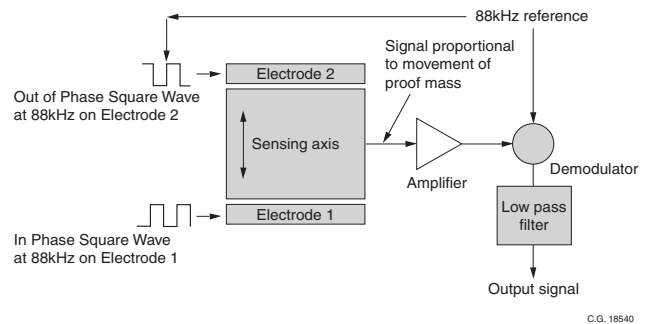 88kHz reference
Signal proportional
to movement of
proof mass
Electrode 2
Out of Phase Square Wave
at 88kHz on Electrode 2
Sensing axis
Amplifier
Demodulator
Electrode 1
Low pass
filter
In Phase Square Wave
at 88kHz on Electrode 1
Output signal
C.G. 18540